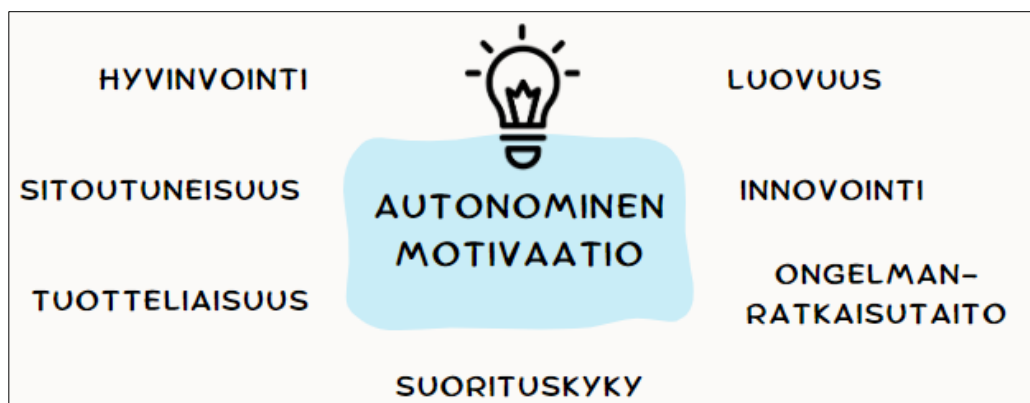 HYVINVOINTI
LUOVUUS
SITOUTUNEISUUS
AUTONOMINEN
MOTIVAATIO
INNOVOINTI
TUOTTELIAISUUS
ONGELMAN-
RATKAISUTAITO
SUORITUSKYKY